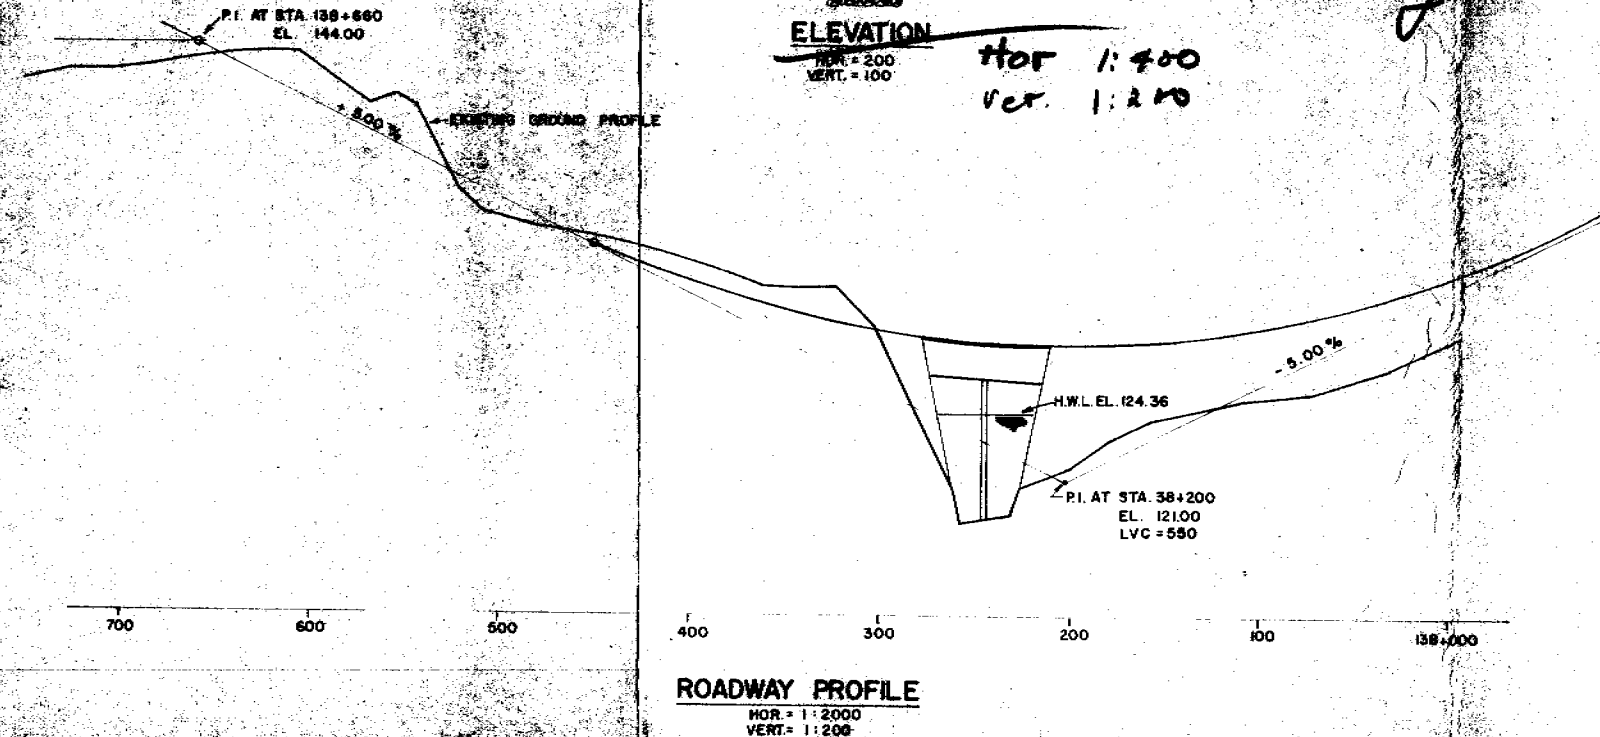 P.I. AT STA. 138+660
EL. 144.00
+ 5.00 %
EXISTING GROUND PROFILE
ELEVATION
HOR. = 200
VERT. = 100
Hor 1:400
Ver. 1:200
- 5.00 %
H.W.L. EL. 124.36
P.I. AT STA. 38+200
EL. 121.00
LVC = 550
700 600 500 400 300 200 100 138+000
ROADWAY PROFILE
HOR. = 1:2000
VERT. = 1:200